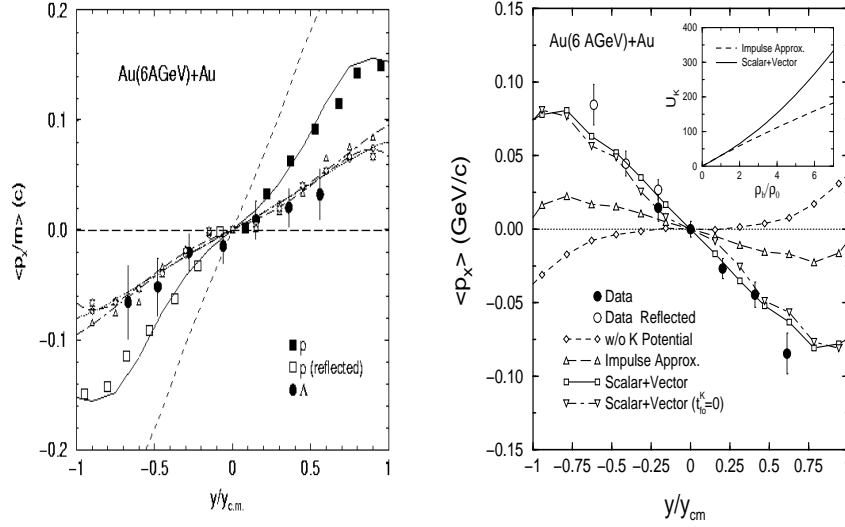 0.2
0.1
0.0
-0.1
-0.2
<p_x/m> (c)
Au(6AGeV)+Au
p
p (reflected)
Λ
-1 -0.5 0 0.5 1
y/y_c.m.
0.15
0.10
0.05
0.00
-0.05
-0.10
-0.15
<p_x> (GeV/c)
Au(6 AGeV)+Au
Impulse Approx.
Scalar+Vector
400
300
200
100
0
U_K
0 2 4 6
ρ_b/ρ_0
Data
Data Reflected
w/o K Potential
Impulse Approx.
Scalar+Vector
Scalar+Vector (t_fo^K=0)
-1 -0.75 -0.5 -0.25 0 0.25 0.5 0.75 1
y/y_cm